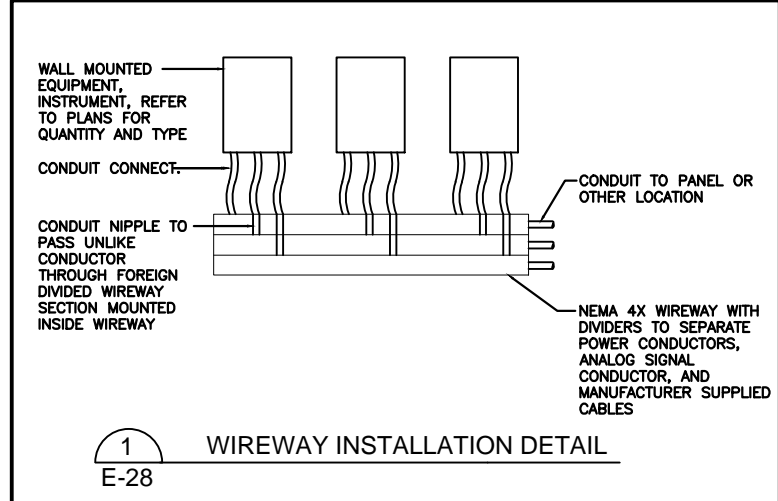 WALL MOUNTED
EQUIPMENT,
INSTRUMENT, REFER
TO PLANS FOR
QUANTITY AND TYPE
CONDUIT CONNECT.
CONDUIT NIPPLE TO
PASS UNLIKE
CONDUCTOR
THROUGH FOREIGN
DIVIDED WIREWAY
SECTION MOUNTED
INSIDE WIREWAY
CONDUIT TO PANEL OR
OTHER LOCATION
NEMA 4X WIREWAY WITH
DIVIDERS TO SEPARATE
POWER CONDUCTORS,
ANALOG SIGNAL
CONDUCTOR, AND
MANUFACTURER SUPPLIED
CABLES
1
E-28
WIREWAY INSTALLATION DETAIL